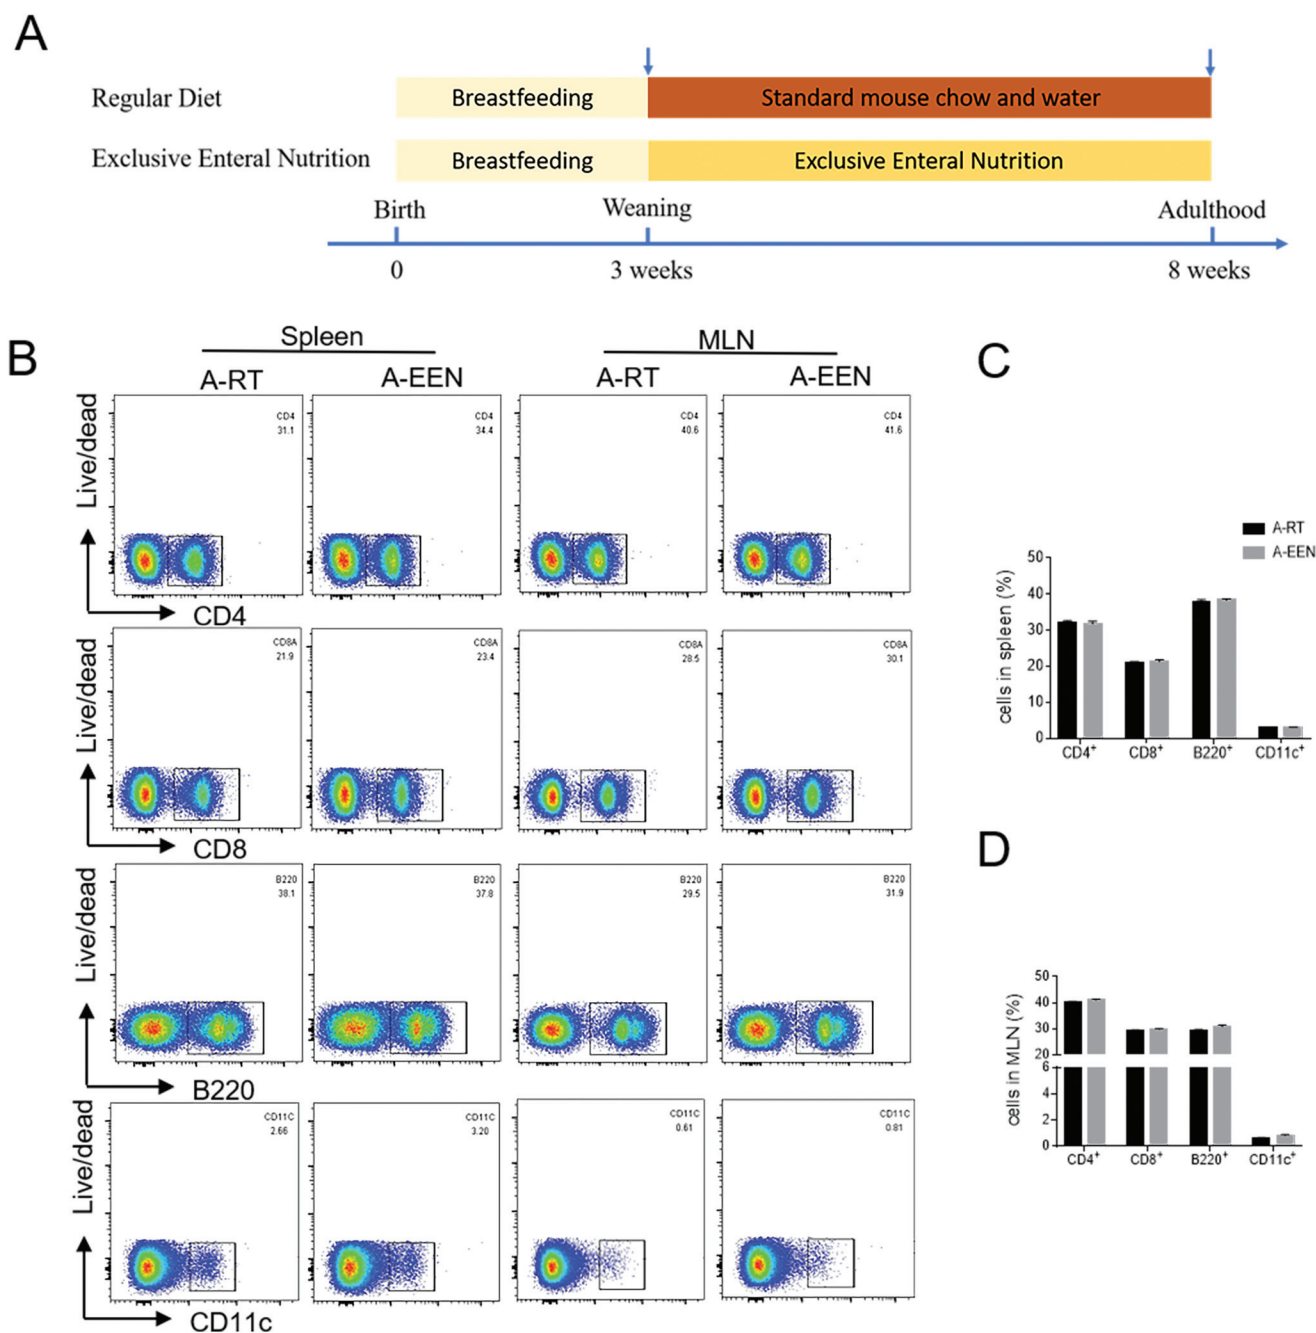 A
Regular Diet
Breastfeeding
Standard mouse chow and water
Exclusive Enteral Nutrition
Breastfeeding
Exclusive Enteral Nutrition
Birth
Weaning
Adulthood
0
3 weeks
8 weeks
B
Spleen
MLN
A-RT
A-EEN
A-RT
A-EEN
Live/dead
CD4
31.1
CD4
34.4
CD4
40.6
CD4
41.6
CD4
Live/dead
CD8A
21.9
CD8A
23.4
CD8A
28.5
CD8A
30.1
CD8
Live/dead
B220
38.1
B220
37.8
B220
29.5
B220
31.9
B220
Live/dead
CD11C
2.66
CD11C
3.20
CD11C
0.61
CD11C
0.81
CD11c
C
A-RT
A-EEN
cells in spleen (%)
50
40
30
20
10
0
CD4⁺
CD8⁺
B220⁺
CD11c⁺
D
cells in MLN (%)
50
40
30
20
6
4
2
0
CD4⁺
CD8⁺
B220⁺
CD11c⁺